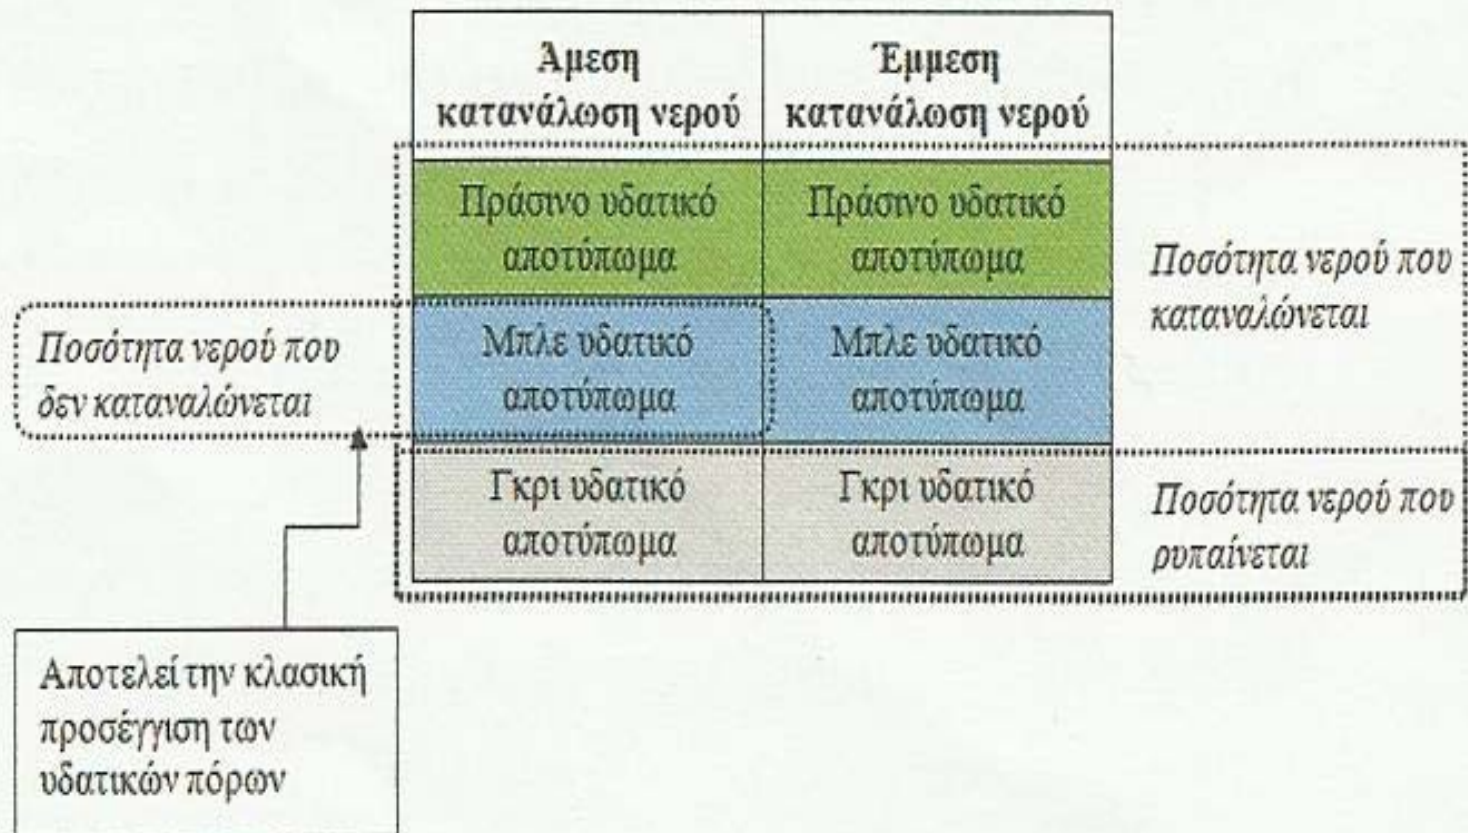 Άμεση
κατανάλωση νερού
Έμμεση
κατανάλωση νερού
Πράσινο υδατικό
αποτύπωμα
Πράσινο υδατικό
αποτύπωμα
Ποσότητα νερού που
καταναλώνεται
Ποσότητα νερού που
δεν καταναλώνεται
Μπλε υδατικό
αποτύπωμα
Μπλε υδατικό
αποτύπωμα
Γκρι υδατικό
αποτύπωμα
Γκρι υδατικό
αποτύπωμα
Ποσότητα νερού που
ρυπαίνεται
Αποτελεί την κλασική
προσέγγιση των
υδατικών πόρων